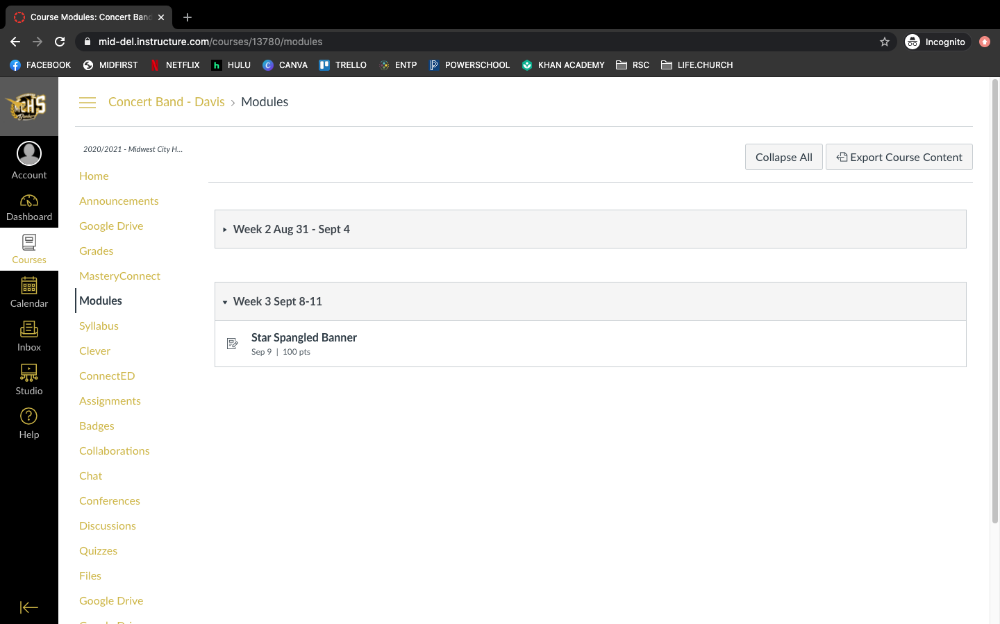 Course Modules: Concert Band
mid-del.instructure.com/courses/13780/modules
Incognito
FACEBOOK MIDFIRST NETFLIX HULU CANVA TRELLO ENTP POWERSCHOOL KHAN ACADEMY RSC LIFE.CHURCH
MCHS
Concert Band - Davis › Modules
2020/2021 - Midwest City H...
Collapse All
Export Course Content
Account
Dashboard
Courses
Calendar
Inbox
Studio
Help
Home
Announcements
Google Drive
Grades
MasteryConnect
Modules
Syllabus
Clever
ConnectED
Assignments
Badges
Collaborations
Chat
Conferences
Discussions
Quizzes
Files
Google Drive
Week 2 Aug 31 - Sept 4
Week 3 Sept 8-11
Star Spangled Banner
Sep 9 | 100 pts